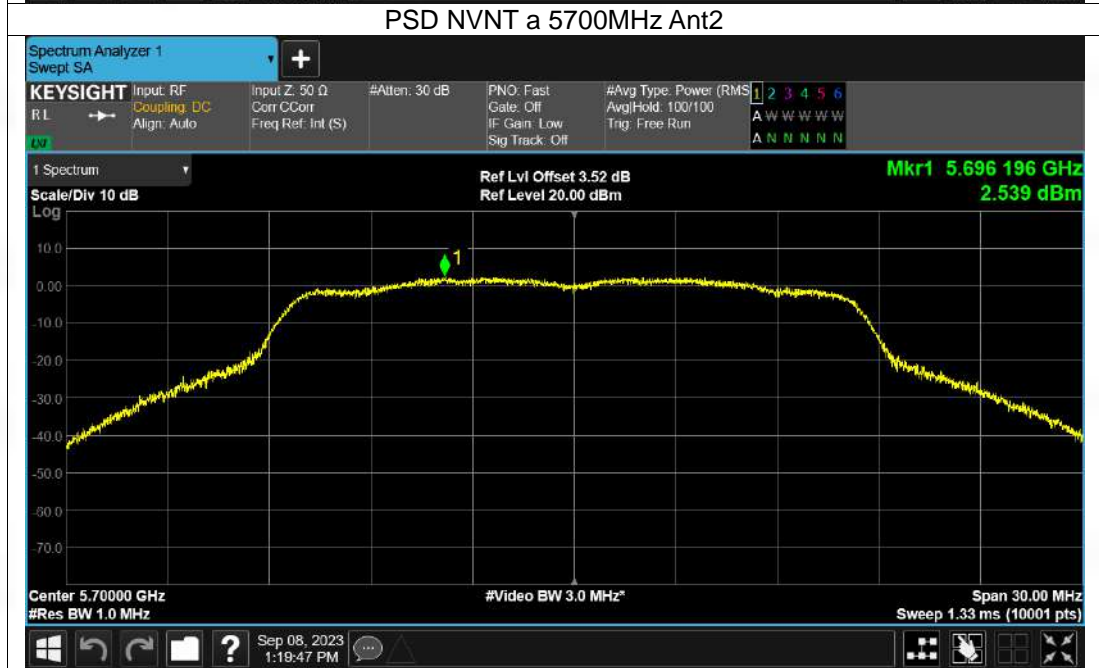 PSD NVNT a 5700MHz Ant2
Spectrum Analyzer 1
Swept SA
KEYSIGHT
RL
Input: RF
Coupling: DC
Align: Auto
Input Z: 50 Ω
Corr CCorr
Freq Ref: Int (S)
#Atten: 30 dB
PNO: Fast
Gate: Off
IF Gain: Low
Sig Track: Off
#Avg Type: Power (RMS
Avg|Hold: 100/100
Trig: Free Run
1 2 3 4 5 6
A W W W W W
A N N N N N
1 Spectrum
Scale/Div 10 dB
Ref Lvl Offset 3.52 dB
Ref Level 20.00 dBm
Mkr1 5.696 196 GHz
2.539 dBm
Log
10.0
0.00
-10.0
-20.0
-30.0
-40.0
-50.0
-60.0
-70.0
1
Center 5.70000 GHz
#Res BW 1.0 MHz
#Video BW 3.0 MHz*
Span 30.00 MHz
Sweep 1.33 ms (10001 pts)
?
Sep 08, 2023
1:19:47 PM